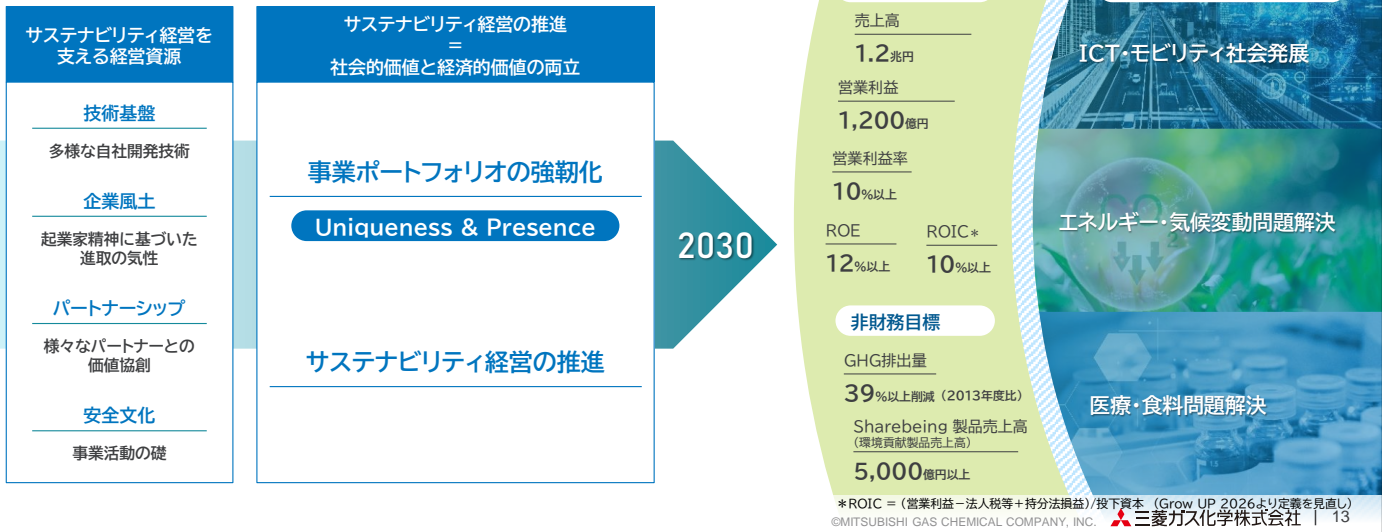 サステナビリティ経営を
支える経営資源
技術基盤
多様な自社開発技術
企業風土
起業家精神に基づいた
進取の気性
パートナーシップ
様々なパートナーとの
価値協創
安全文化
事業活動の礎
サステナビリティ経営の推進
=
社会的価値と経済的価値の両立
事業ポートフォリオの強靭化
Uniqueness & Presence
サステナビリティ経営の推進
2030
売上高
1.2兆円
営業利益
1,200億円
営業利益率
10%以上
ROE ROIC*
12%以上 10%以上
非財務目標
GHG排出量
39%以上削減(2013年度比)
Sharebeing 製品売上高
(環境貢献製品売上高)
5,000億円以上
ICT・モビリティ社会発展
エネルギー・気候変動問題解決
医療・食料問題解決
*ROIC = (営業利益-法人税等+持分法損益)/投下資本 (Grow UP 2026より定義を見直し)
©MITSUBISHI GAS CHEMICAL COMPANY, INC. 三菱ガス化学株式会社 | 13